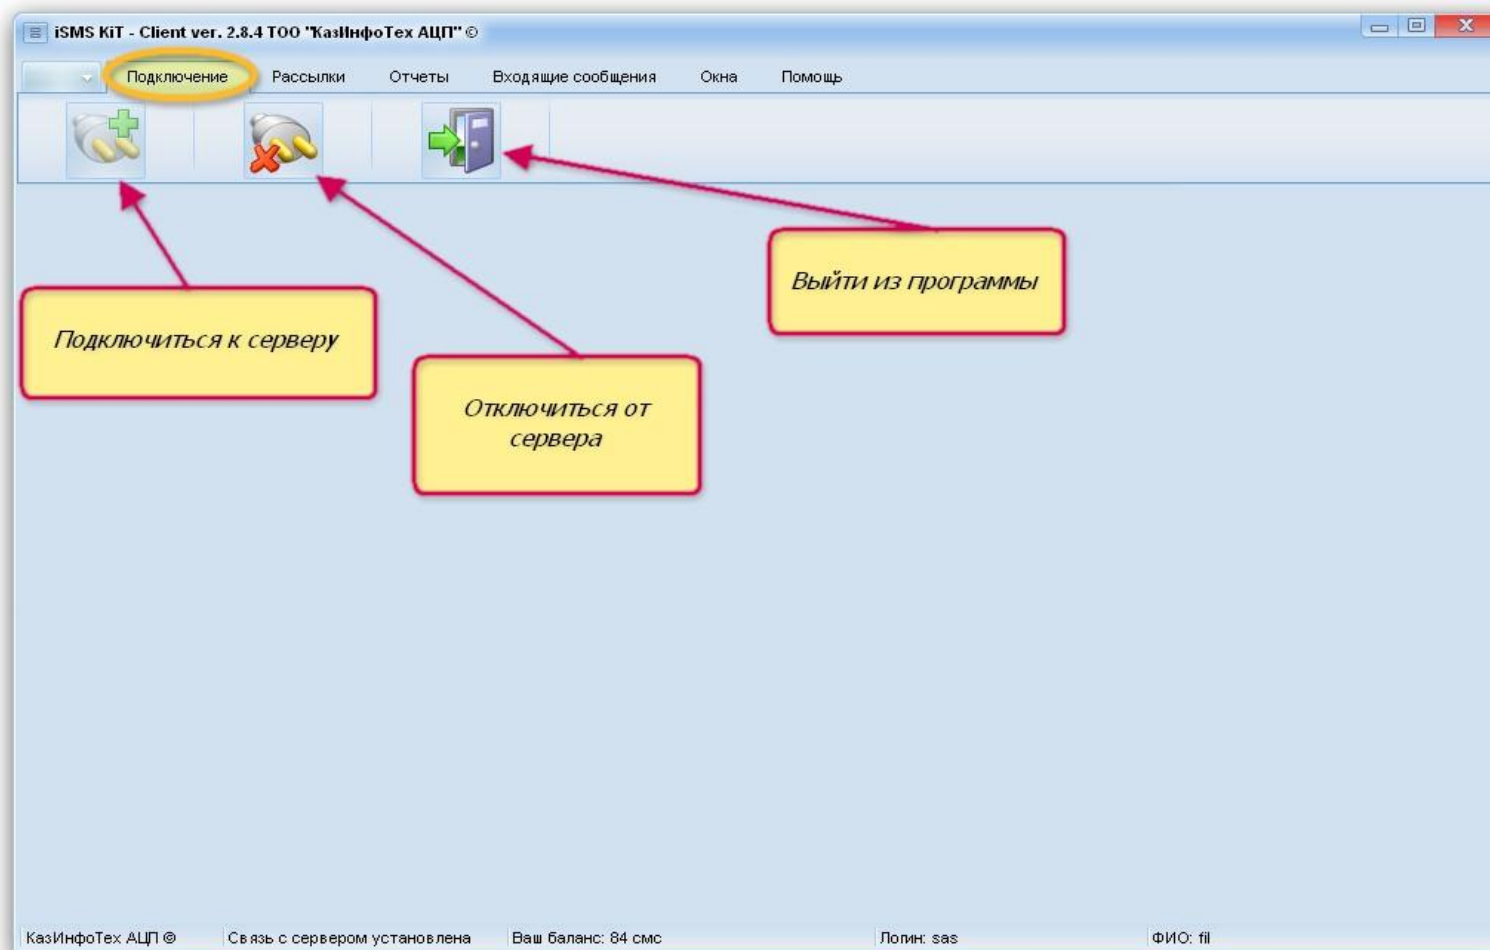 iSMS KiT - Client ver. 2.8.4 ТОО "КазИнфоТех АЦП" ©
Подключение Рассылки Отчеты Входящие сообщения Окна Помощь
Выйти из программы
Подключиться к серверу
Отключиться от
сервера
КазИнфоТех АЦП © Связь с сервером установлена Ваш баланс: 84 смс Логин: sas ФИО: fil